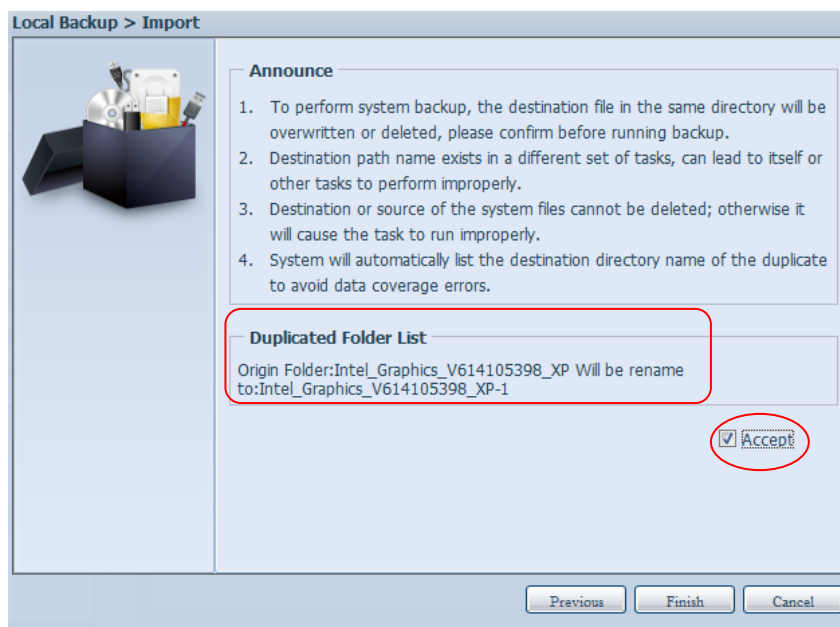 Local Backup > Import
Announce
1. To perform system backup, the destination file in the same directory will be
overwritten or deleted, please confirm before running backup.
2. Destination path name exists in a different set of tasks, can lead to itself or
other tasks to perform improperly.
3. Destination or source of the system files cannot be deleted; otherwise it
will cause the task to run improperly.
4. System will automatically list the destination directory name of the duplicate
to avoid data coverage errors.
Duplicated Folder List
Origin Folder:Intel_Graphics_V614105398_XP Will be rename
to:Intel_Graphics_V614105398_XP-1
Accept
Previous Finish Cancel